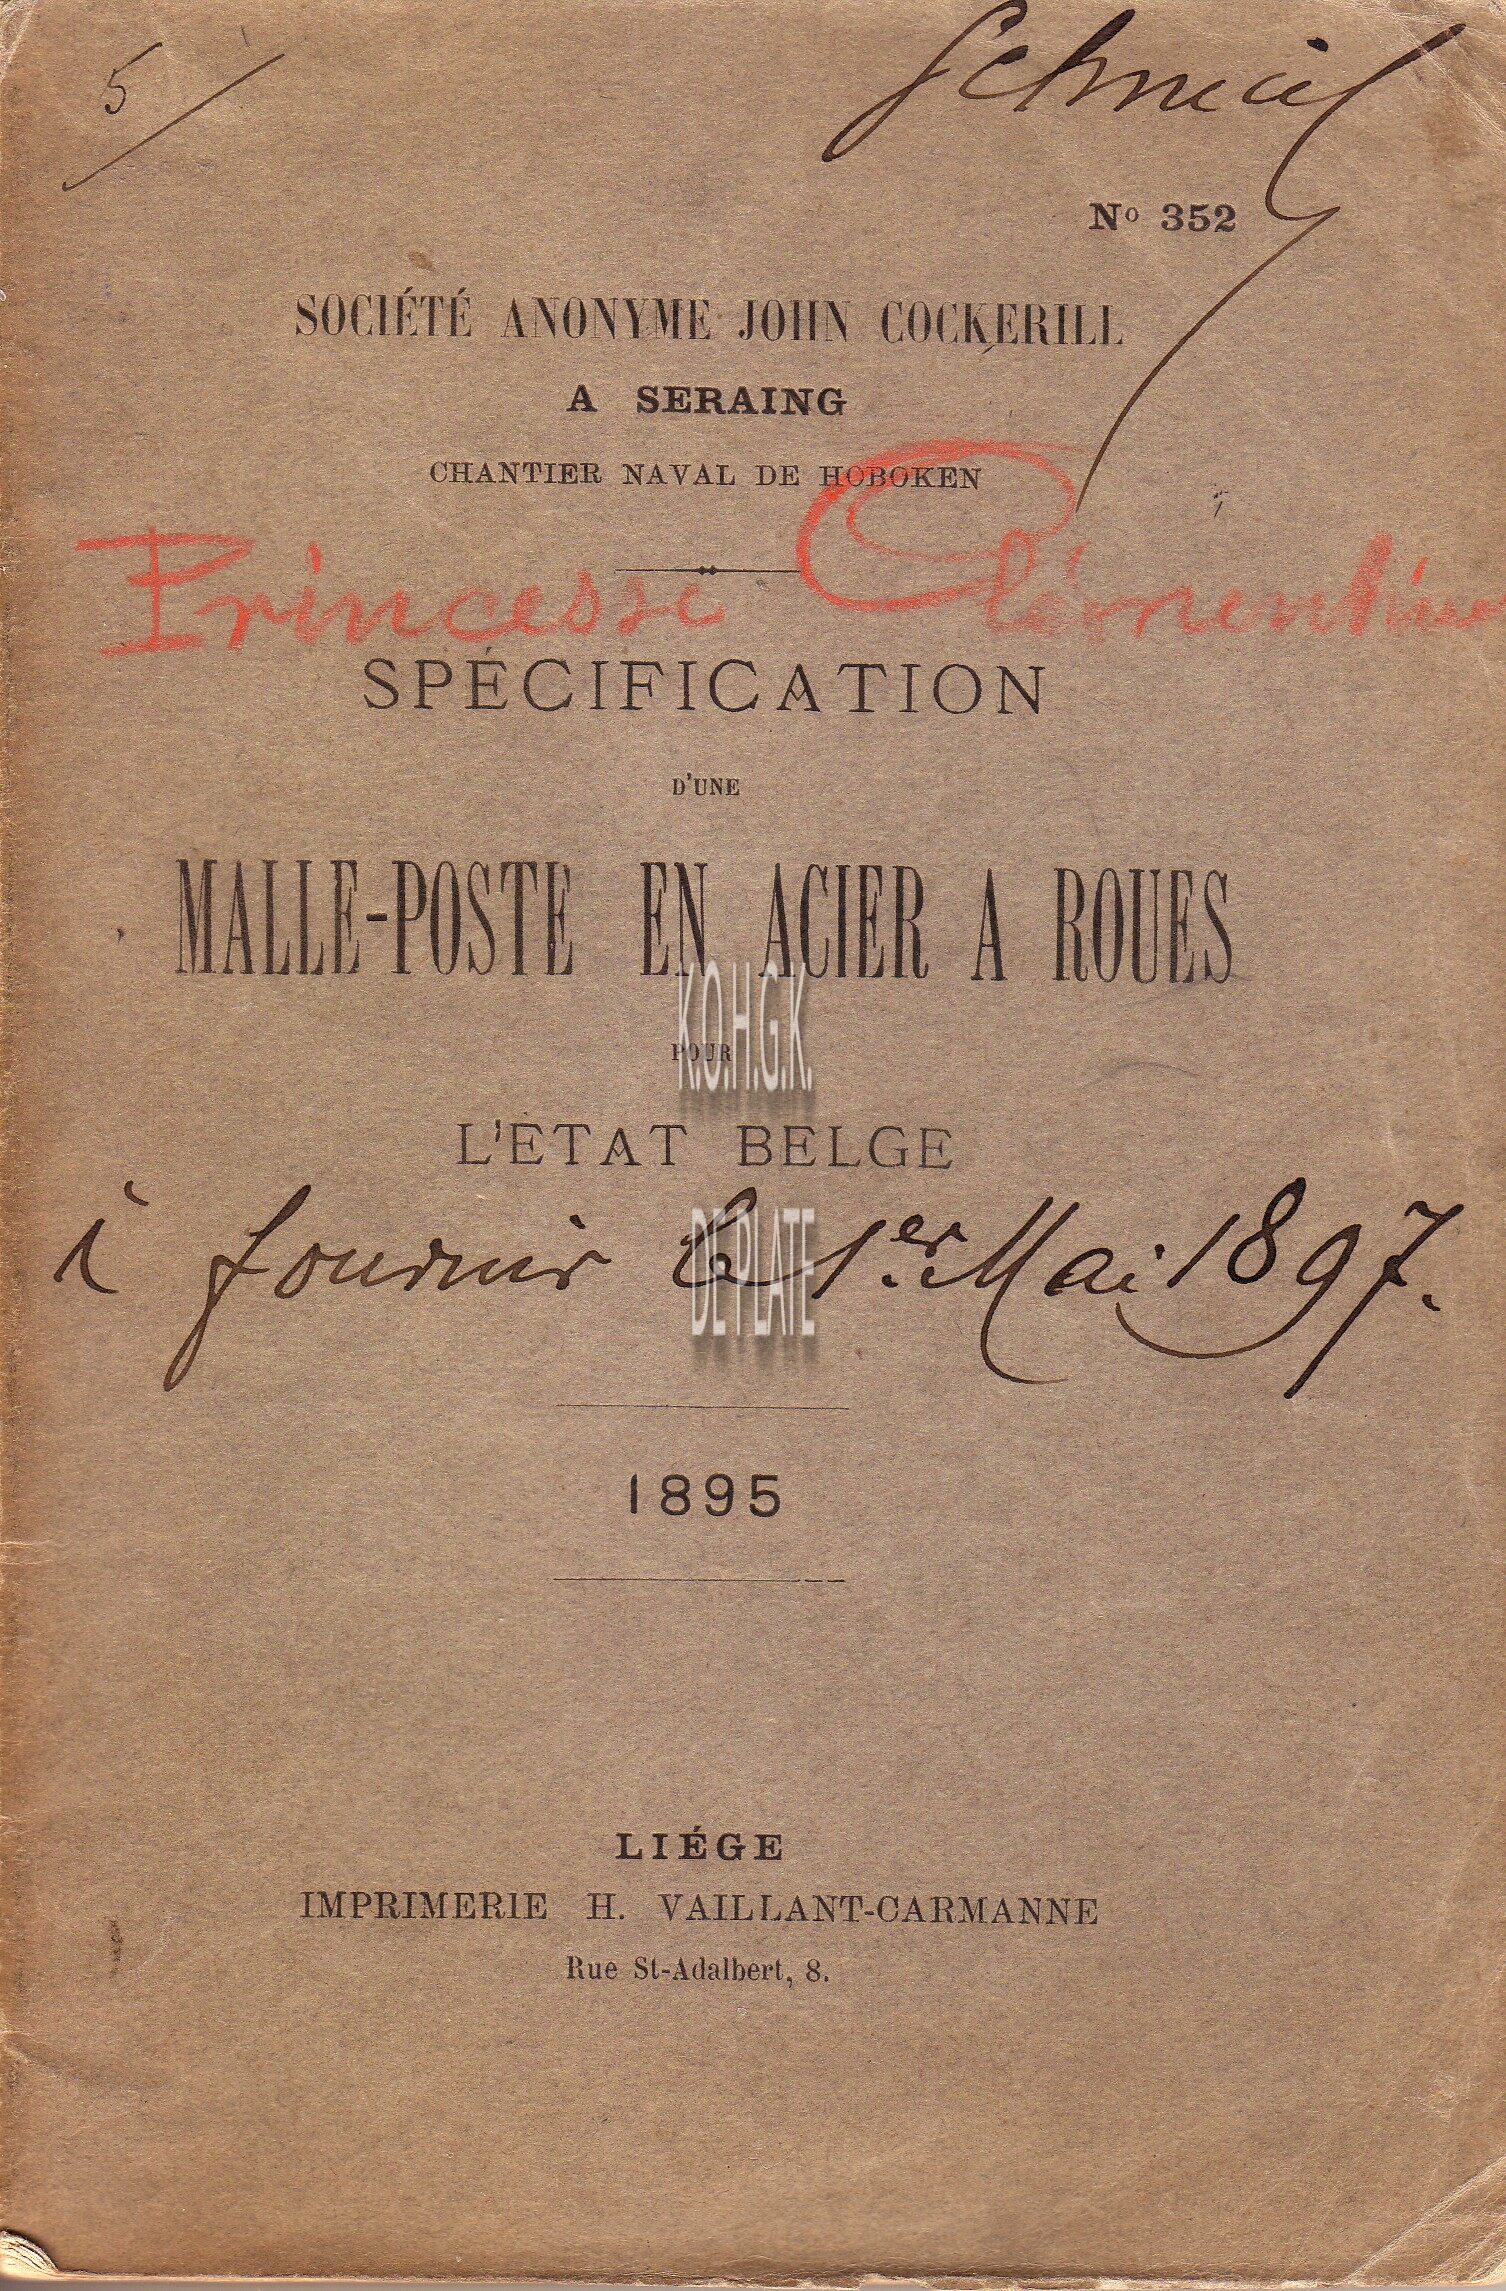 5
N° 352
SOCIÉTÉ ANONYME JOHN COCKERILL
A SERAING
CHANTIER NAVAL DE HOBOKEN
Princesse Clémentine
SPÉCIFICATION
D'UNE
MALLE-POSTE EN ACIER A ROUES
K.O.H.G.K.
POUR
L'ÉTAT BELGE
à fournir le 1er Mai 1897.
DE PLATE
1895
LIÉGE
IMPRIMERIE H. VAILLANT-CARMANNE
Rue St-Adalbert, 8.